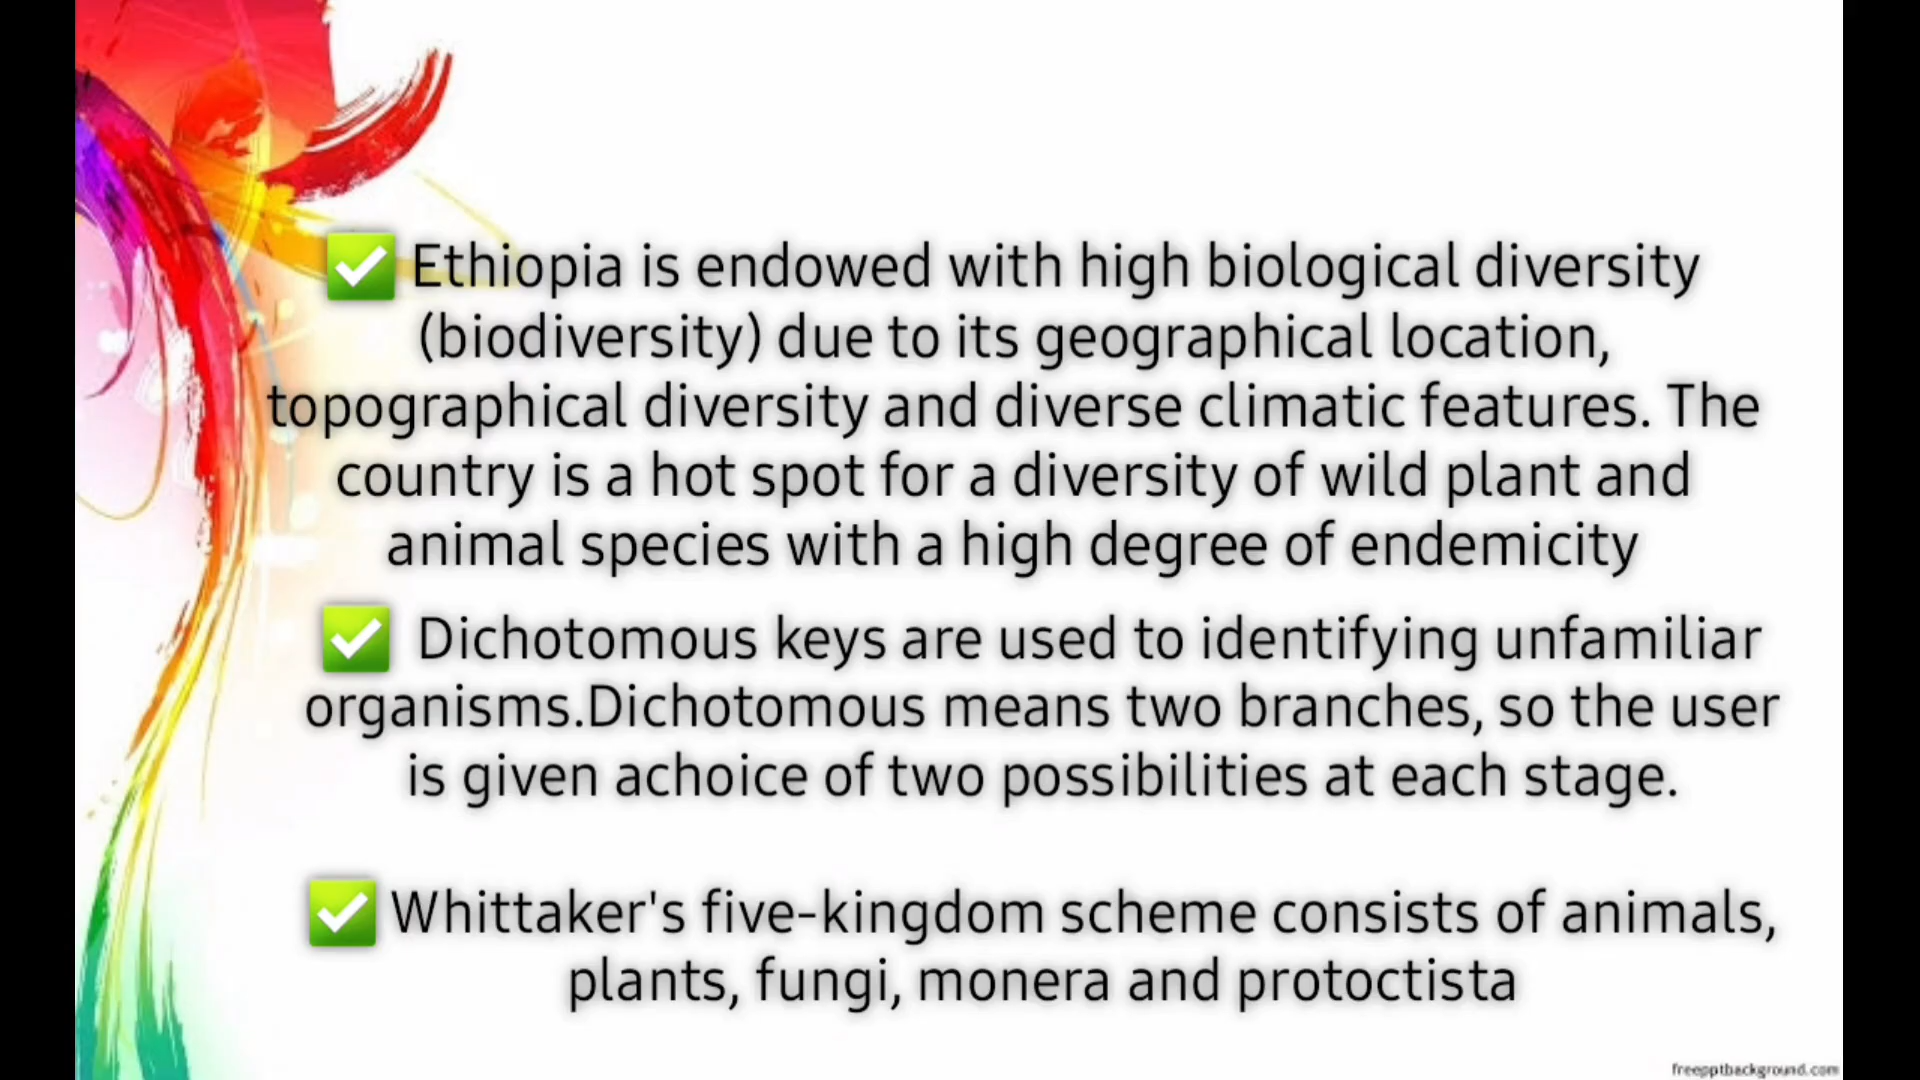 ✅ Ethiopia is endowed with high biological diversity
(biodiversity) due to its geographical location,
topographical diversity and diverse climatic features. The
country is a hot spot for a diversity of wild plant and
animal species with a high degree of endemicity
✅ Dichotomous keys are used to identifying unfamiliar
organisms.Dichotomous means two branches, so the user
is given achoice of two possibilities at each stage.
✅ Whittaker's five-kingdom scheme consists of animals,
plants, fungi, monera and protoctista
freepptbackground.com